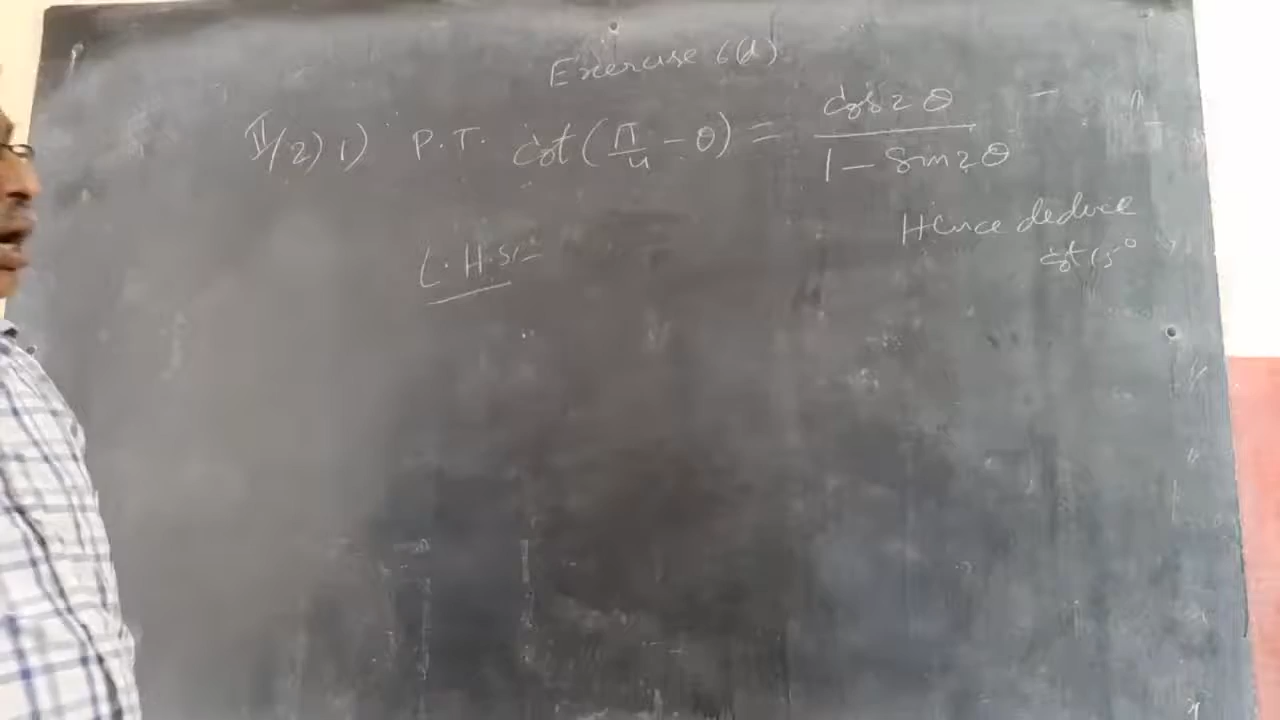 Exercise 6(d)
II/2) 1) P.T. Cot(π/4 - θ) = Cos2θ / 1 - Sin2θ
Hence deduce
Cot 15°
L.H.S:-